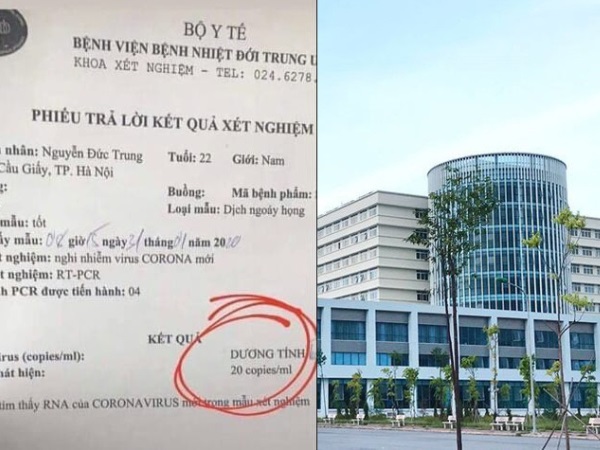 BỘ Y TẾ
BỆNH VIỆN BỆNH NHIỆT ĐỚI TRUNG
KHOA XÉT NGHIỆM - TEL: 024.6278.
PHIẾU TRẢ LỜI KẾT QUẢ XÉT NGHIỆM
nhân: Nguyễn Đức Trung Tuổi: 22 Giới: Nam
Cầu Giấy, TP. Hà Nội
Buồng: Mã bệnh phẩm:
Loại mẫu: Dịch ngoáy họng
mẫu: tốt
mẫu: giờ 15 ngày 31 tháng 01 năm
nghiệm: nghi nhiễm virus CORONA mới
nghiệm: RT-PCR
PCR được tiến hành: 04
KẾT QUẢ
(copies/ml): DƯƠNG TÍNH
hiện: 20 copies/ml
tìm thấy RNA của CORONAVIRUS trong mẫu xét nghiệm